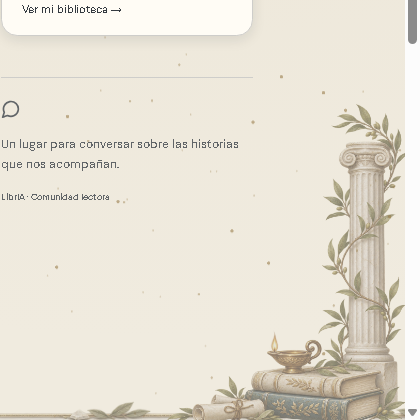 Ver mi biblioteca →
Un lugar para conversar sobre las historias
que nos acompañan.
LibrIA · Comunidad lectora